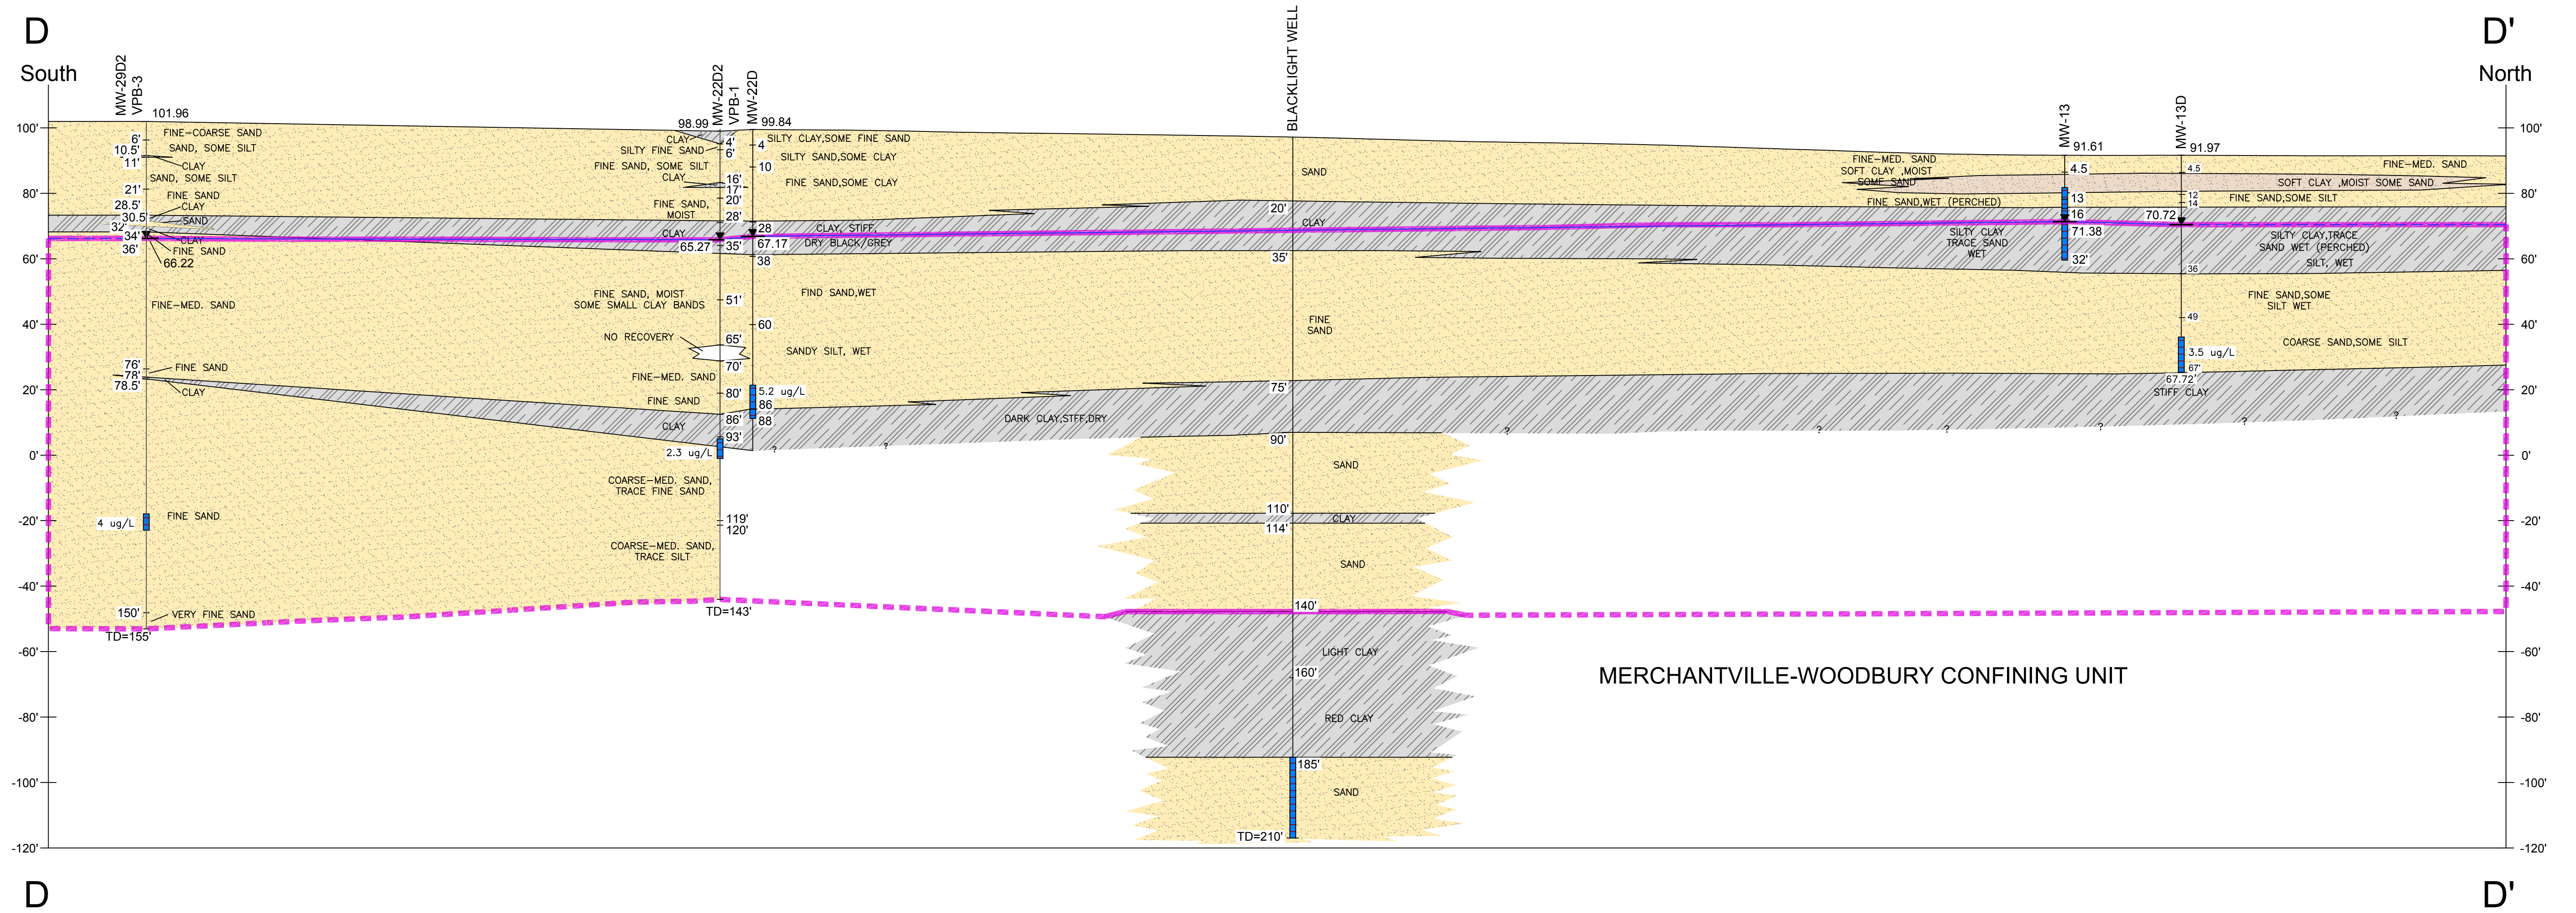 D
D'
South
North
MW-29D2
VPB-3
101.96
FINE-COARSE SAND
6'
SAND, SOME SILT
10.5'
11'
CLAY
SAND, SOME SILT
21'
FINE SAND
28.5'
CLAY
30.5'
SAND
32'
CLAY
34'
FINE SAND
36'
66.22
FINE-MED. SAND
76'
FINE SAND
78'
78.5'
CLAY
4 ug/L
FINE SAND
150'
VERY FINE SAND
TD=155'
MW-22D2
VPB-1
98.99
CLAY
4'
SILTY FINE SAND
6'
FINE SAND, SOME SILT
CLAY
16'
17'
20'
FINE SAND,
MOIST
28'
CLAY
65.27
35'
FINE SAND, MOIST
SOME SMALL CLAY BANDS
51'
NO RECOVERY
65'
70'
FINE-MED. SAND
80'
FINE SAND
86'
CLAY
93'
2.3 ug/L
COARSE-MED. SAND,
TRACE FINE SAND
119'
120'
COARSE-MED. SAND,
TRACE SILT
TD=143'
MW-22D
99.84
SILTY CLAY,SOME FINE SAND
4
SILTY SAND,SOME CLAY
10
FINE SAND,SOME CLAY
28
CLAY, STIFF,
DRY BLACK/GREY
67.17
38
FIND SAND,WET
60
SANDY SILT, WET
5.2 ug/L
86
88
?
?
DARK CLAY,STFF,DRY
BLACKLIGHT WELL
SAND
20'
CLAY
35'
FINE
SAND
75'
90'
SAND
110'
CLAY
114'
SAND
140'
LIGHT CLAY
160'
RED CLAY
185'
SAND
TD=210'
MW-13
91.61
FINE-MED. SAND
SOFT CLAY ,MOIST
SOME SAND
FINE SAND,WET (PERCHED)
4.5
13
16
71.38
SILTY CLAY
TRACE SAND
WET
32'
MW-13D
91.97
FINE-MED. SAND
4.5
SOFT CLAY ,MOIST SOME SAND
12
14
FINE SAND,SOME SILT
70.72
SILTY CLAY,TRACE
SAND WET (PERCHED)
SILT, WET
36
FINE SAND,SOME
SILT WET
49
COARSE SAND,SOME SILT
3.5 ug/L
67'
67.72'
STIFF CLAY
?
?
?
?
?
?
MERCHANTVILLE-WOODBURY CONFINING UNIT
100'
80'
60'
40'
20'
0'
-20'
-40'
-60'
-80'
-100'
-120'
100'
80'
60'
40'
20'
0'
-20'
-40'
-60'
-80'
-100'
-120'
D
D'